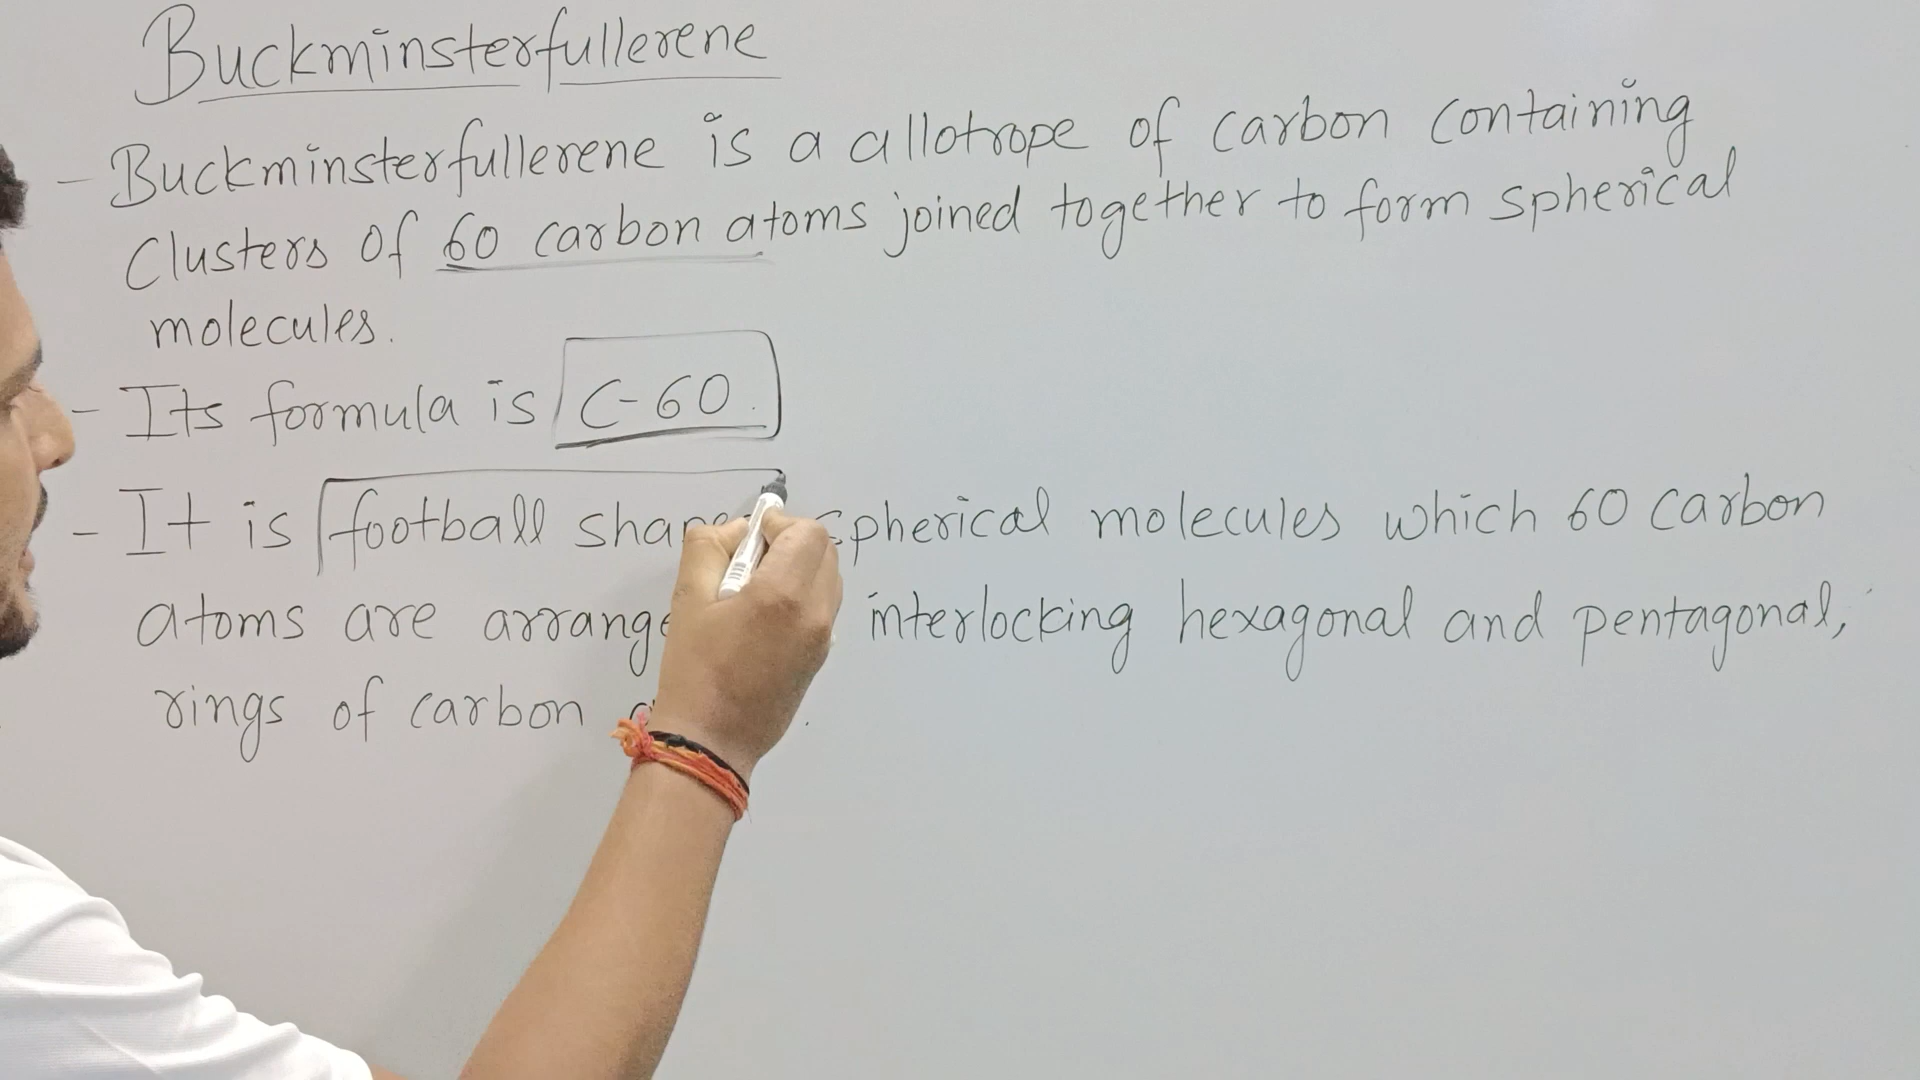 Buckminsterfullerene
- Buckminsterfullerene is a allotrope of carbon containing
Clusters of 60 carbon atoms joined together to form spherical
molecules.
- Its formula is C-60.
- It is football spherical molecules which 60 carbon
atoms are interlocking hexagonal and pentagonal,
rings of carbon